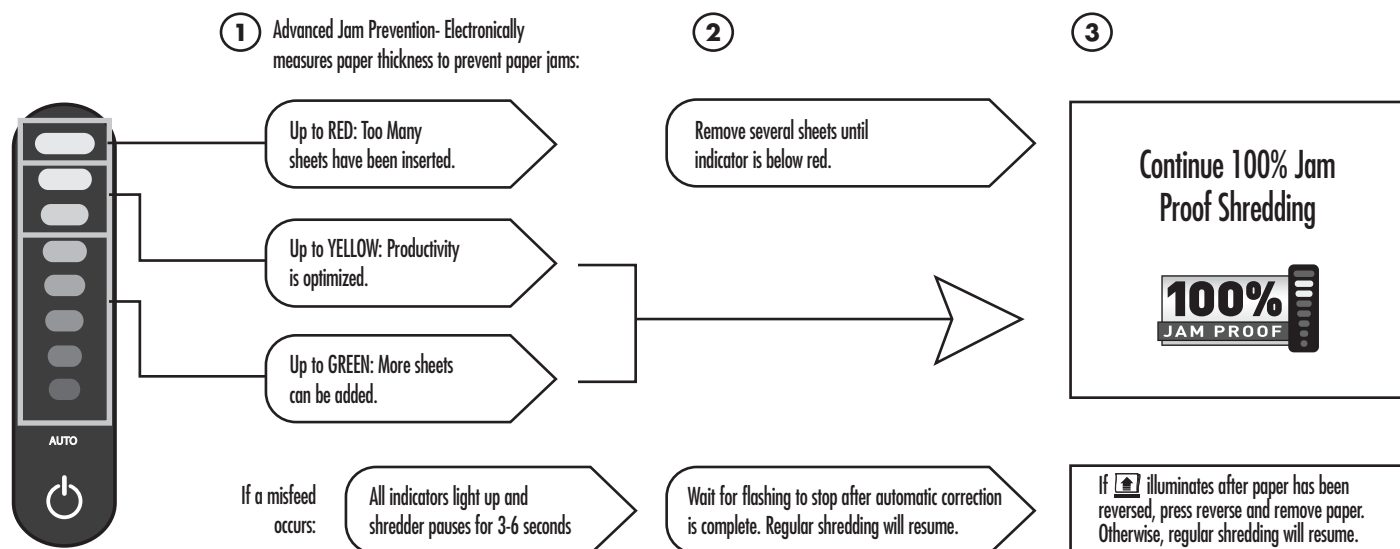 1
Advanced Jam Prevention- Electronically
measures paper thickness to prevent paper jams:
2
3
Up to RED: Too Many
sheets have been inserted.
Remove several sheets until
indicator is below red.
Continue 100% Jam
Proof Shredding
Up to YELLOW: Productivity
is optimized.
100%
JAM PROOF
Up to GREEN: More sheets
can be added.
AUTO
If a misfeed
occurs:
All indicators light up and
shredder pauses for 3-6 seconds
Wait for flashing to stop after automatic correction
is complete. Regular shredding will resume.
If illuminates after paper has been
reversed, press reverse and remove paper.
Otherwise, regular shredding will resume.